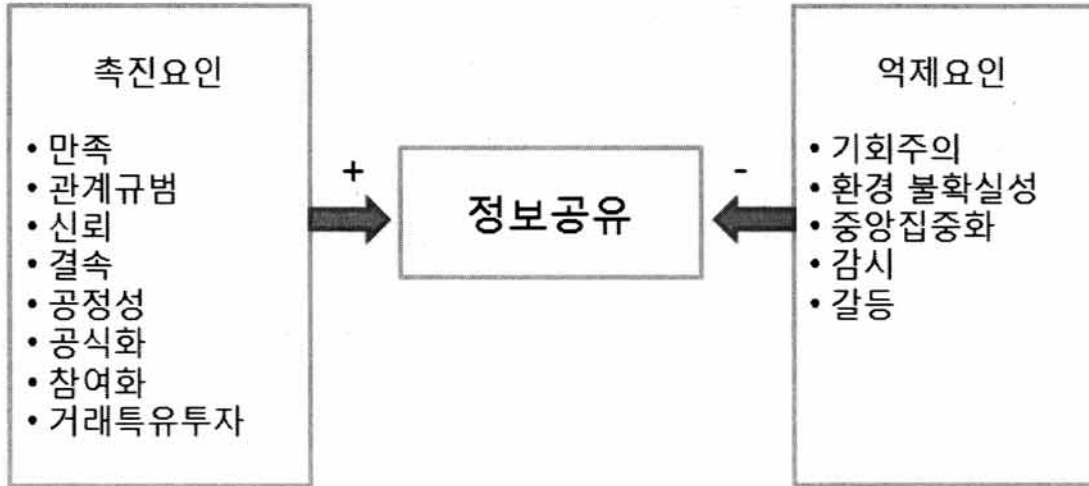 촉진요인
• 만족
• 관계규범
• 신뢰
• 결속
• 공정성
• 공식화
• 참여화
• 거래특유투자
+
정보공유
-
억제요인
• 기회주의
• 환경 불확실성
• 중앙집중화
• 감시
• 갈등